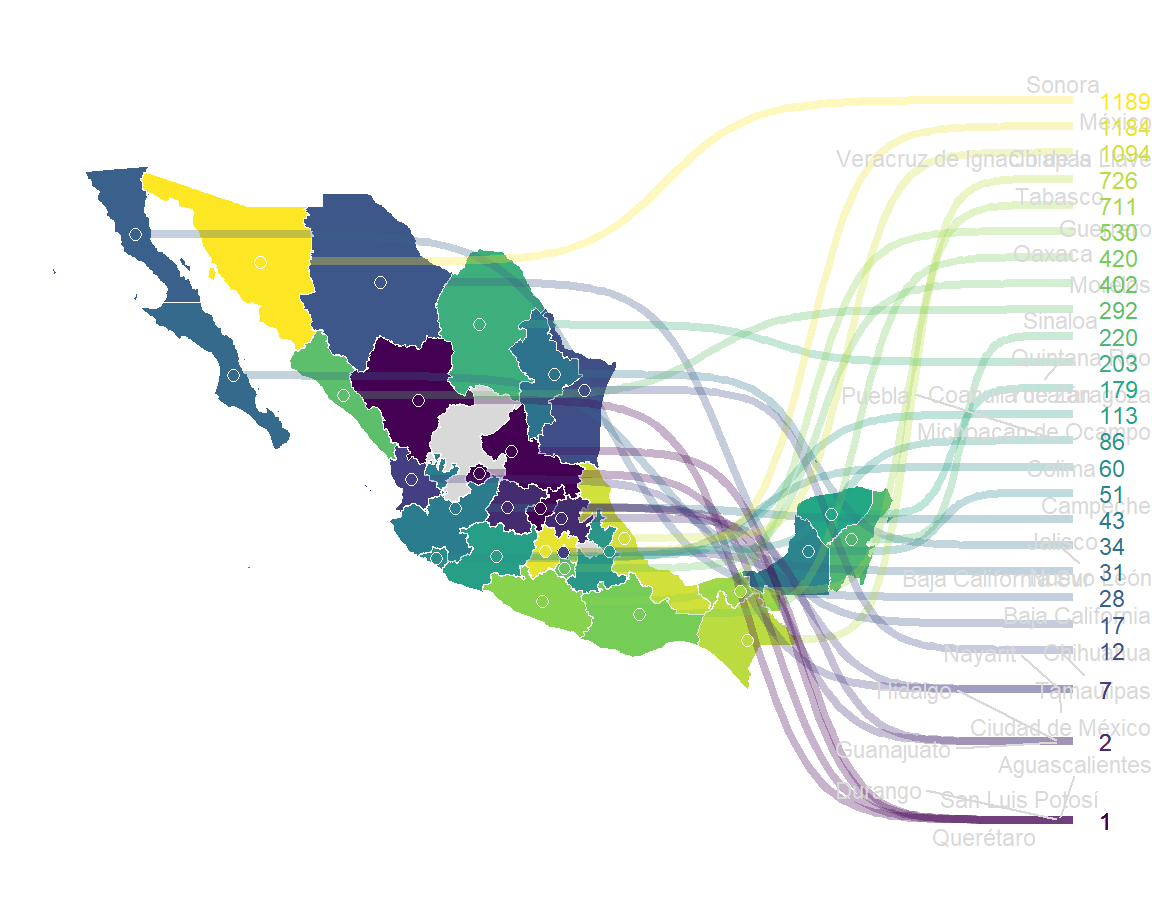 Sonora
1189
México
1184
Veracruz de Ignacio de la Llave
Chiapas
1094
726
Tabasco
711
Guerrero
530
Oaxaca
420
Morelos
402
292
Sinaloa
220
Quintana Roo
203
Puebla
Coahuila de Zaragoza
Yucatán
179
113
Michoacán de Ocampo
86
Colima
60
Campeche
51
43
Jalisco
34
Baja California Sur
Nuevo León
31
28
Baja California
17
Nayarit
Chihuahua
12
Hidalgo
Tamaulipas
7
Ciudad de México
2
Guanajuato
Aguascalientes
Durango
San Luis Potosí
1
Querétaro